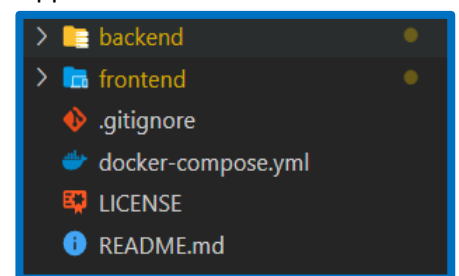 backend
frontend
.gitignore
docker-compose.yml
LICENSE
README.md